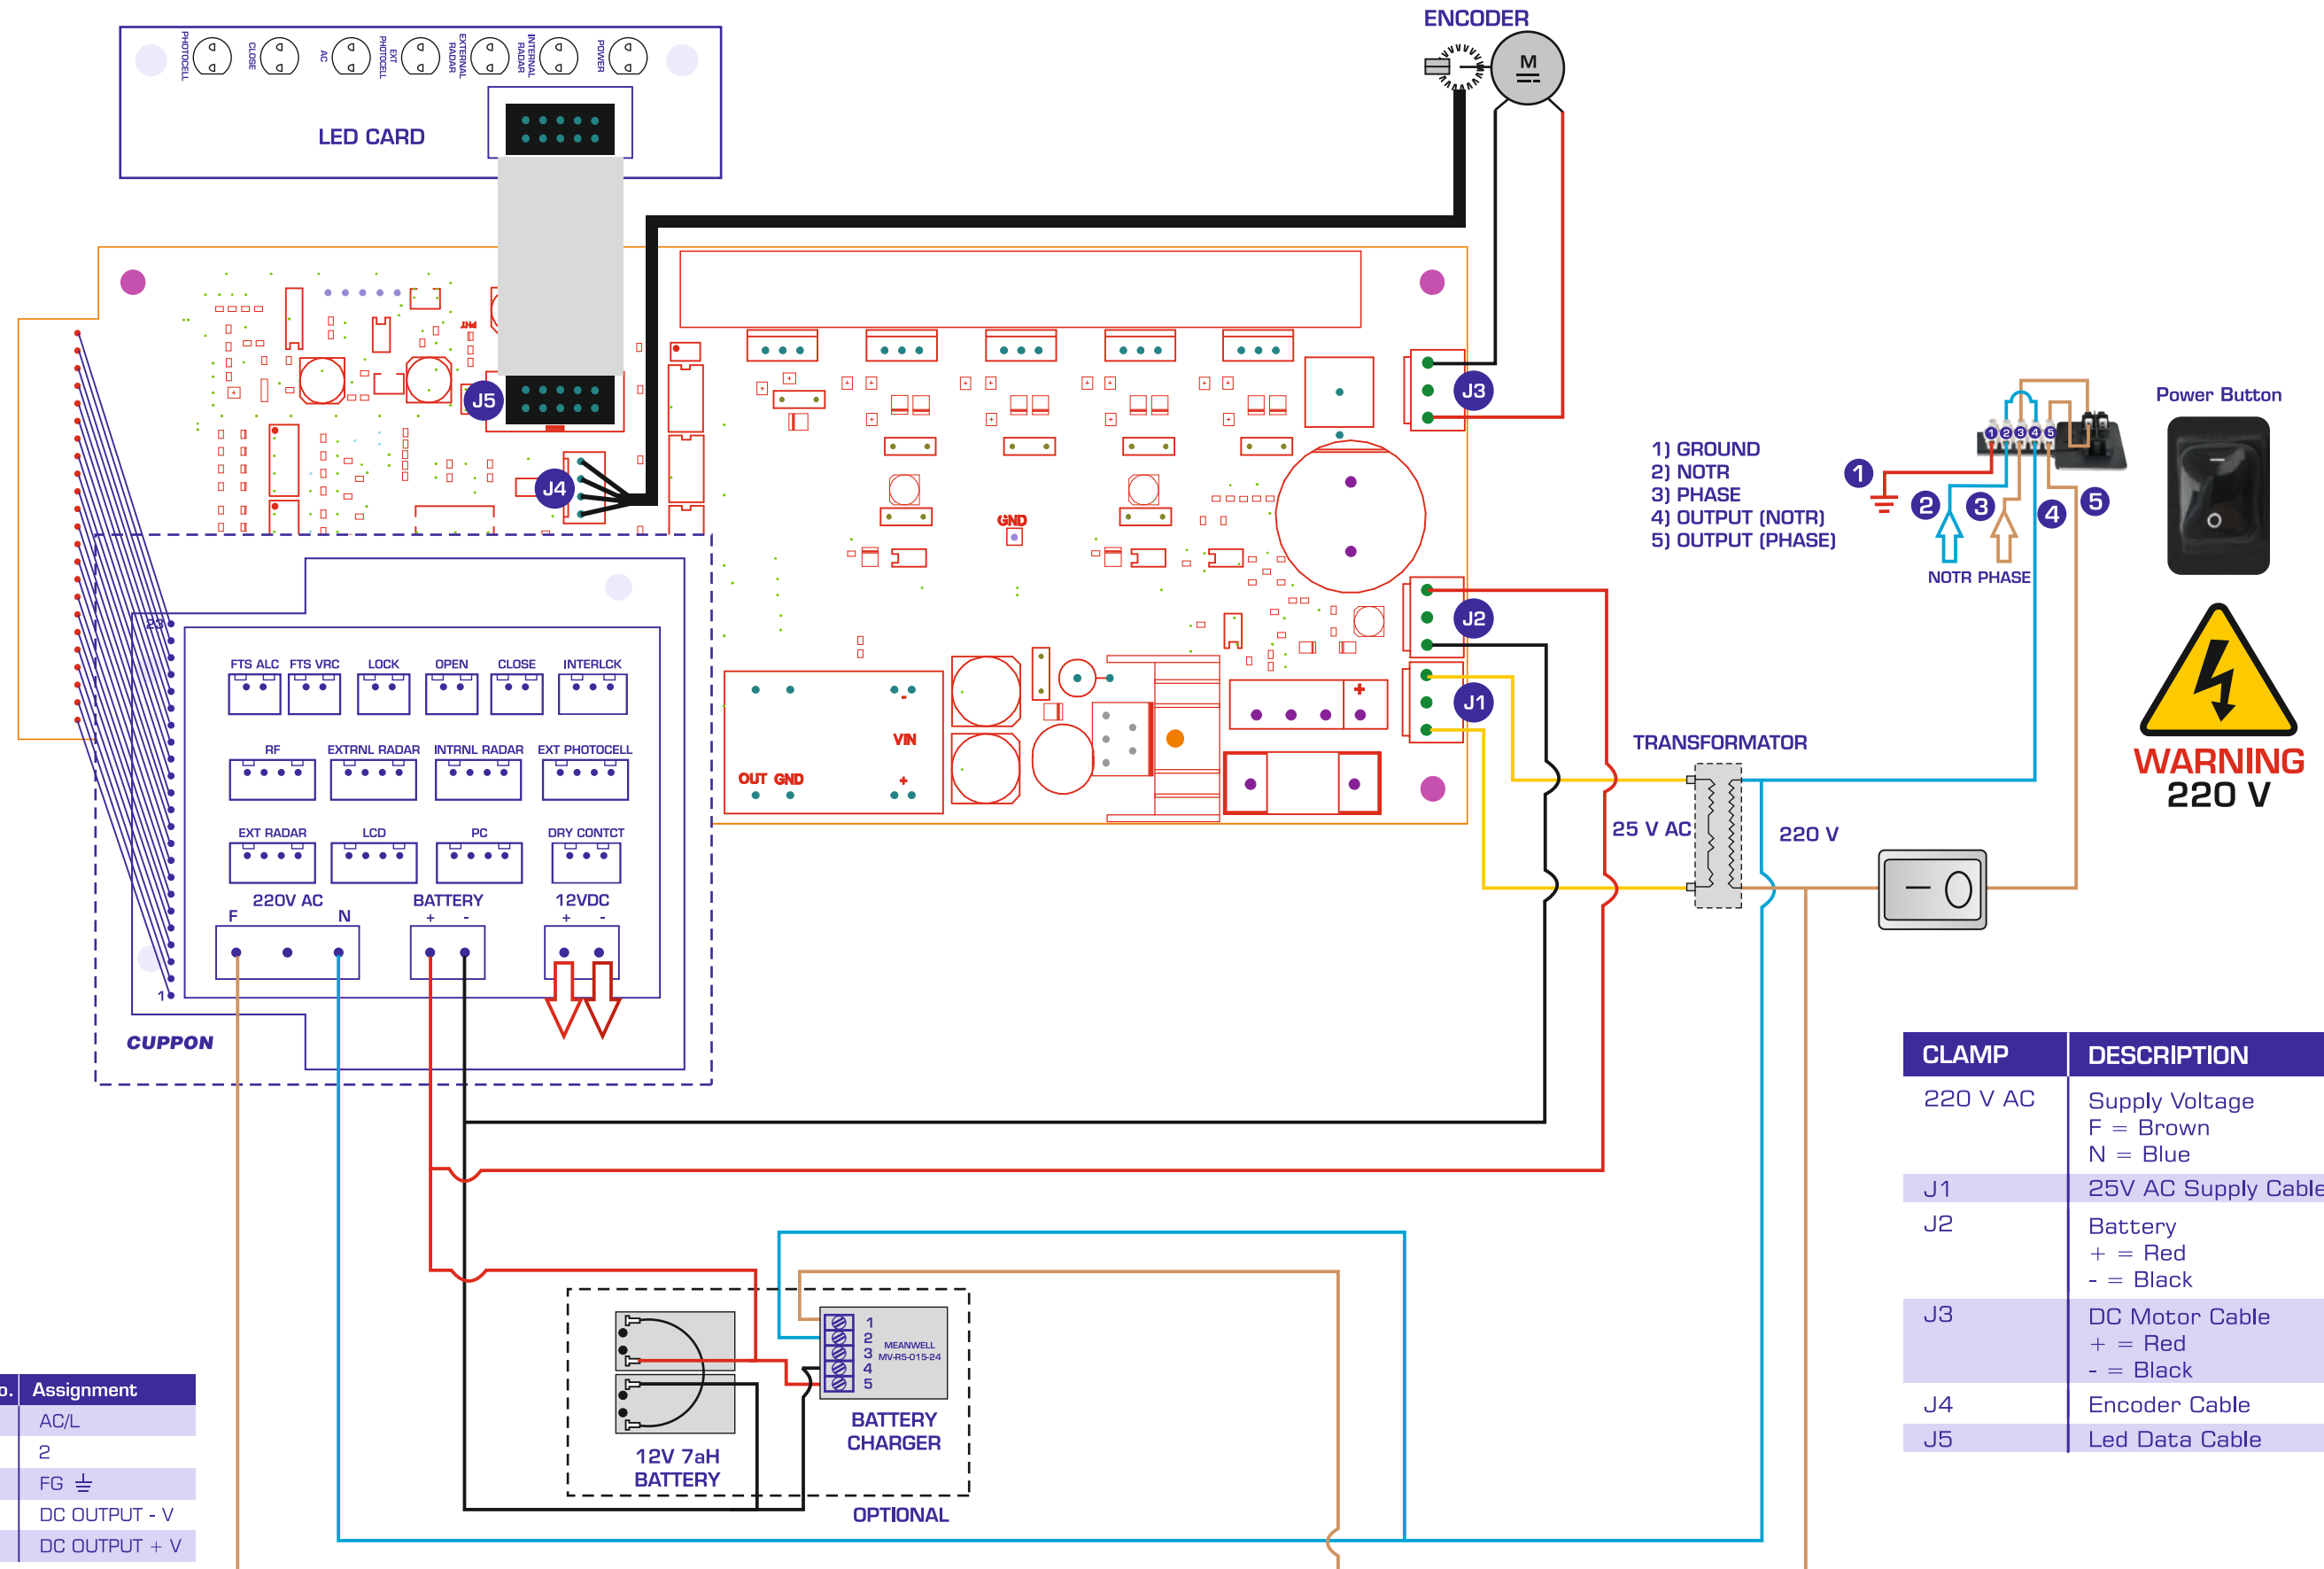 ENCODER
M
PHOTOCELL
CLOSE
AC
EXT
PHOTOCELL
EXTERNAL
RADAR
INTERNAL
RADAR
POWER
LED CARD
PHT
J5
J4
J3
GND
J2
J1
VIN
-
+
+
OUT GND
Power Button
1 2 3 4 5
1) GROUND
2) NOTR
3) PHASE
4) OUTPUT (NOTR)
5) OUTPUT (PHASE)
1
2
3
4
5
NOTR PHASE
WARNING
220 V
TRANSFORMATOR
25 V AC
220 V
23
FTS ALC FTS VRC LOCK OPEN CLOSE INTERLCK
RF EXTRNL RADAR INTRNL RADAR EXT PHOTOCELL
EXT RADAR LCD PC DRY CONTCT
220V AC BATTERY 12VDC
F N + - + -
1
CUPPON
CLAMP DESCRIPTION
220 V AC Supply Voltage
F = Brown
N = Blue
J1 25V AC Supply Cable
J2 Battery
+ = Red
- = Black
J3 DC Motor Cable
+ = Red
- = Black
J4 Encoder Cable
J5 Led Data Cable
1
2
3
4
5
MEANWELL
MV-R5-015-24
BATTERY
CHARGER
12V 7aH
BATTERY
OPTIONAL
o. Assignment
AC/L
2
FG
DC OUTPUT - V
DC OUTPUT + V